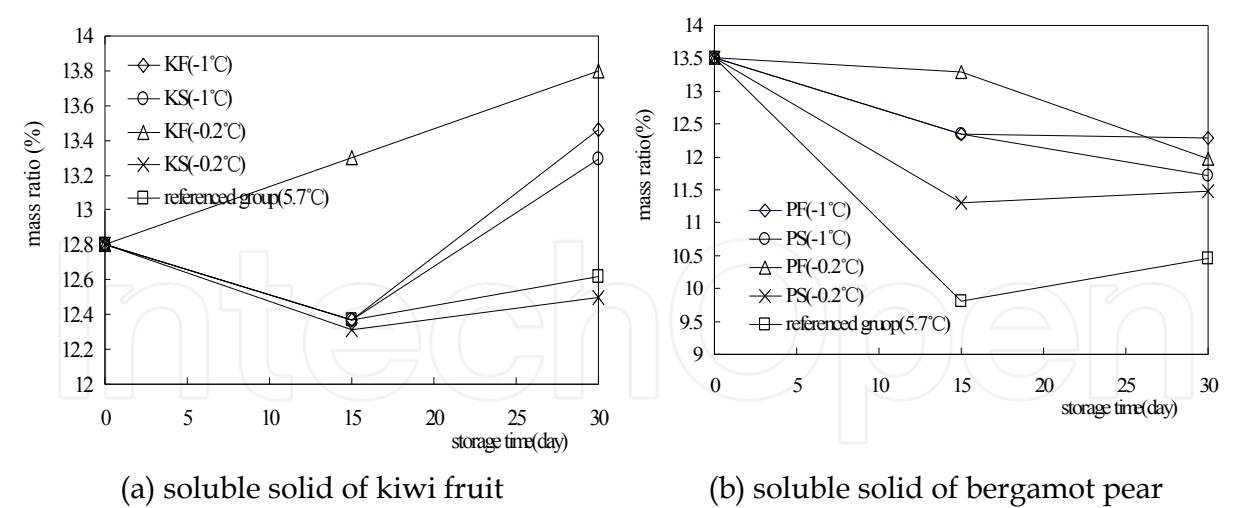 14
13.8
13.6
13.4
13.2
13
12.8
12.6
12.4
12.2
12
mass ratio (%)
KF(-1°C)
KS(-1°C)
KF(-0.2°C)
KS(-0.2°C)
referenced group(5.7°C)
0 5 10 15 20 25 30
storage time(day)
(a) soluble solid of kiwi fruit
14
13.5
13
12.5
12
11.5
11
10.5
10
9.5
9
mass ratio(%)
PF(-1°C)
PS(-1°C)
PF(-0.2°C)
PS(-0.2°C)
referenced gruop(5.7°C)
0 5 10 15 20 25 30
storage time(day)
(b) soluble solid of bergamot pear
IntechOpen